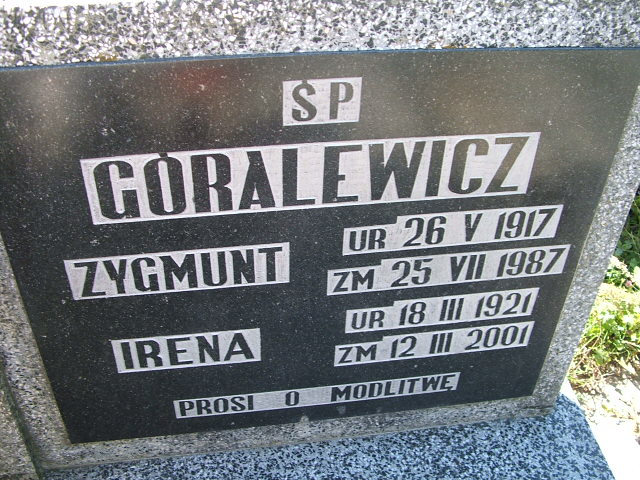 ŚP
GÓRALEWICZ
ZYGMUNT UR 26 V 1917
ZM 25 VII 1987
IRENA UR 18 III 1921
ZM 12 III 2001
PROSI O MODLITWĘ